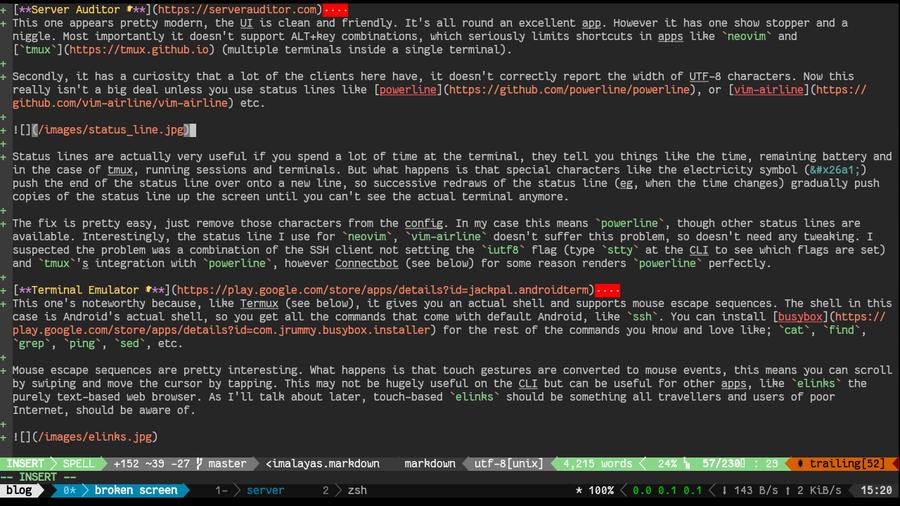 + [**Server Auditor **](https://serverauditor.com)····
+ This one appears pretty modern, the UI is clean and friendly. It's all round an excellent app. However it has one show stopper and a
niggle. Most importantly it doesn't support ALT+key combinations, which seriously limits shortcuts in apps like `neovim` and
[`tmux`](https://tmux.github.io) (multiple terminals inside a single terminal).
+
+ Secondly, it has a curiosity that a lot of the clients here have, it doesn't correctly report the width of UTF-8 characters. Now this
really isn't a big deal unless you use status lines like [powerline](https://github.com/powerline/powerline), or [vim-airline](https://
github.com/vim-airline/vim-airline) etc.
+
+ ![](/images/status_line.jpg)
+
+ Status lines are actually very useful if you spend a lot of time at the terminal, they tell you things like the time, remaining battery and
in the case of tmux, running sessions and terminals. But what happens is that special characters like the electricity symbol (&#x26a1;)
push the end of the status line over onto a new line, so successive redraws of the status line (eg, when the time changes) gradually push
copies of the status line up the screen until you can't see the actual terminal anymore.
+
+ The fix is pretty easy, just remove those characters from the config. In my case this means `powerline`, though other status lines are
available. Interestingly, the status line I use for `neovim`, `vim-airline` doesn't suffer this problem, so doesn't need any tweaking. I
suspected the problem was a combination of the SSH client not setting the `iutf8` flag (type `stty` at the CLI to see which flags are set)
and `tmux`'s integration with `powerline`, however Connectbot (see below) for some reason renders `powerline` perfectly.
+
+ [**Terminal Emulator **](https://play.google.com/store/apps/details?id=jackpal.androidterm)····
+ This one's noteworthy because, like Termux (see below), it gives you an actual shell and supports mouse escape sequences. The shell in this
case is Android's actual shell, so you get all the commands that come with default Android, like `ssh`. You can install [busybox](https://
play.google.com/store/apps/details?id=com.jrummy.busybox.installer) for the rest of the commands you know and love like; `cat`, `find`,
`grep`, `ping`, `sed`, etc.
+
+ Mouse escape sequences are pretty interesting. What happens is that touch gestures are converted to mouse events, this means you can scroll
by swiping and move the cursor by tapping. This may not be hugely useful on the CLI but can be useful for other apps, like `elinks` the
purely text-based web browser. As I'll talk about later, touch-based `elinks` should be something all travellers and users of poor
Internet, should be aware of.
+
+ ![](/images/elinks.jpg)
INSERT SPELL +152 ~39 -27 master <imalayas.markdown markdown utf-8[unix] 4,215 words 24% 57/230 : 29 trailing[52]
-- INSERT --
blog 0* broken screen 1- server 2 zsh * 100% 0.0 0.1 0.1 ↓ 143 B/s ↑ 2 KiB/s 15:20